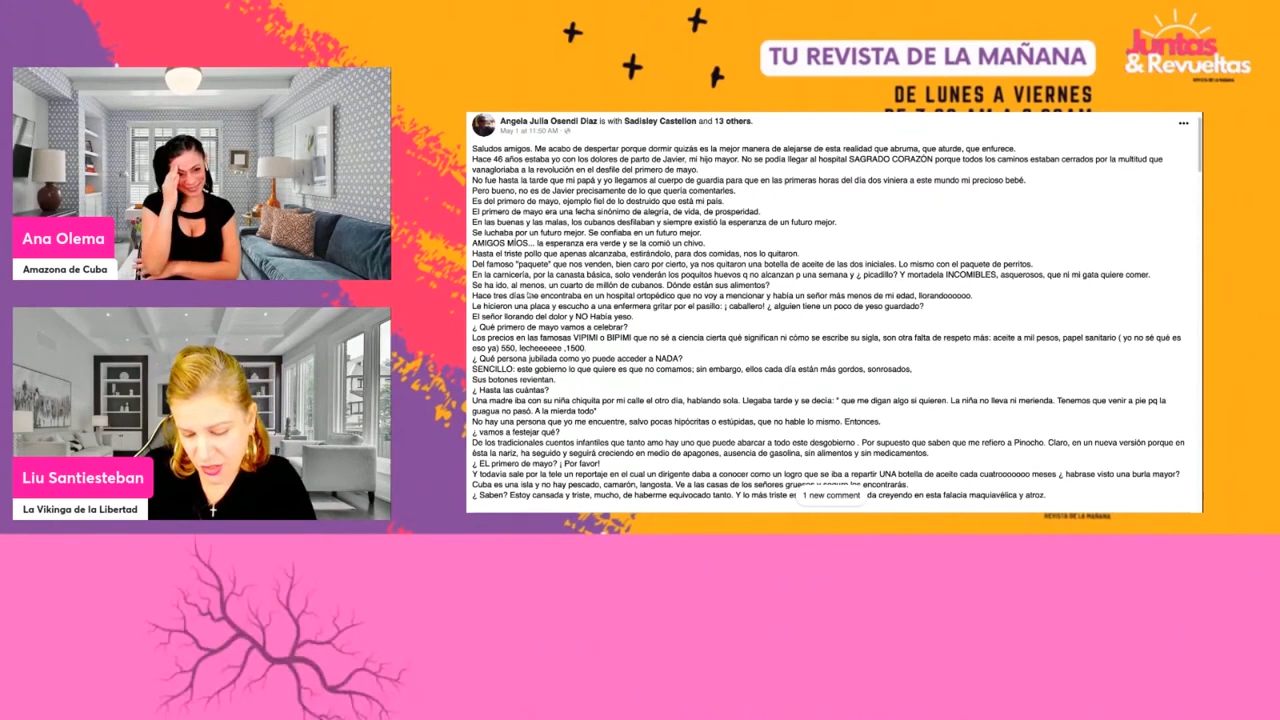 TU REVISTA DE LA MAÑANA
Juntas
& Revueltas
REVISTA DE LA MAÑANA
DE LUNES A VIERNES
Ana Olema
Amazona de Cuba
Liu Santiesteban
La Vikinga de la Libertad
Angela Julia Osendi Diaz is with Sadisley Castellon and 13 others.
May 1 at 11:50 AM
Saludos amigos. Me acabo de despertar porque dormir quizás es la mejor manera de alejarse de esta realidad que abruma, que aturde, que enfurece.
Hace 46 años estaba yo con los dolores de parto de Javier, mi hijo mayor. No se podía llegar al hospital SAGRADO CORAZÓN porque todos los caminos estaban cerrados por la multitud que
vanagloriaba a la revolución en el desfile del primero de mayo.
No fue hasta la tarde que mi papá y yo llegamos al cuerpo de guardia para que en las primeras horas del día dos viniera a este mundo mi precioso bebé.
Pero bueno, no es de Javier precisamente de lo que quería comentarles.
Es del primero de mayo, ejemplo fiel de lo destruido que está mi país.
El primero de mayo era una fecha sinónimo de alegría, de vida, de prosperidad.
En las buenas y las malas, los cubanos desfilaban y siempre existió la esperanza de un futuro mejor.
Se luchaba por un futuro mejor. Se confiaba en un futuro mejor.
AMIGOS MÍOS... la esperanza era verde y se la comió un chivo.
Hasta el triste pollo que apenas alcanzaba, estirándolo, para dos comidas, nos lo quitaron.
Del famoso "paquete" que nos venden, bien caro por cierto, ya nos quitaron una botella de aceite de las dos iniciales. Lo mismo con el paquete de perritos.
En la carnicería, por la canasta básica, solo venderán los poquitos huevos q no alcanzan p una semana y ¿ picadillo? Y mortadela INCOMIBLES, asquerosos, que ni mi gata quiere comer.
Se ha ido, al menos, un cuarto de millón de cubanos. Dónde están sus alimentos?
Hace tres días me encontraba en un hospital ortopédico que no voy a mencionar y había un señor más menos de mi edad, llorandoooooo.
Le hicieron una placa y escucho a una enfermera gritar por el pasillo: ¡ caballero! ¿ alguien tiene un poco de yeso guardado?
El señor llorando del dolor y NO Había yeso.
¿ Qué primero de mayo vamos a celebrar?
Los precios en las famosas VIPIMI o BIPIMI que no sé a ciencia cierta qué significan ni cómo se escribe su sigla, son otra falta de respeto más: aceite a mil pesos, papel sanitario ( yo no sé qué es
eso ya) 550, lecheeeeee ,1500.
¿ Qué persona jubilada como yo puede acceder a NADA?
SENCILLO: este gobierno lo que quiere es que no comamos; sin embargo, ellos cada día están más gordos, sonrosados,
Sus botones revientan.
¿ Hasta las cuántas?
Una madre iba con su niña chiquita por mi calle el otro día, hablando sola. Llegaba tarde y se decía: " que me digan algo si quieren. La niña no lleva ni merienda. Tenemos que venir a pie pq la
guagua no pasó. A la mierda todo"
No hay una persona que yo me encuentre, salvo pocas hipócritas o estúpidas, que no hable lo mismo. Entonces.
¿ vamos a festejar qué?
De los tradicionales cuentos infantiles que tanto amo hay uno que puede abarcar a todo este desgobierno . Por supuesto que saben que me refiero a Pinocho. Claro, en un nueva versión porque en
ésta la nariz, ha seguido y seguirá creciendo en medio de apagones, ausencia de gasolina, sin alimentos y sin medicamentos.
¿ EL primero de mayo? ¡ Por favor!
Y todavía sale por la tele un reportaje en el cual un dirigente daba a conocer como un logro que se iba a repartir UNA botella de aceite cada cuatrooooooo meses ¿ habrase visto una burla mayor?
Cuba es una isla y no hay pescado, camarón, langosta. Ve a las casas de los señores gruesos y seguro los encontrarás.
¿ Saber? Estoy cansada y triste, mucho, de haberme equivocado tanto. Y lo más triste es da creyendo en esta falacia maquiavélica y atroz.
1 new comment
REVISTA DE LA MAÑANA